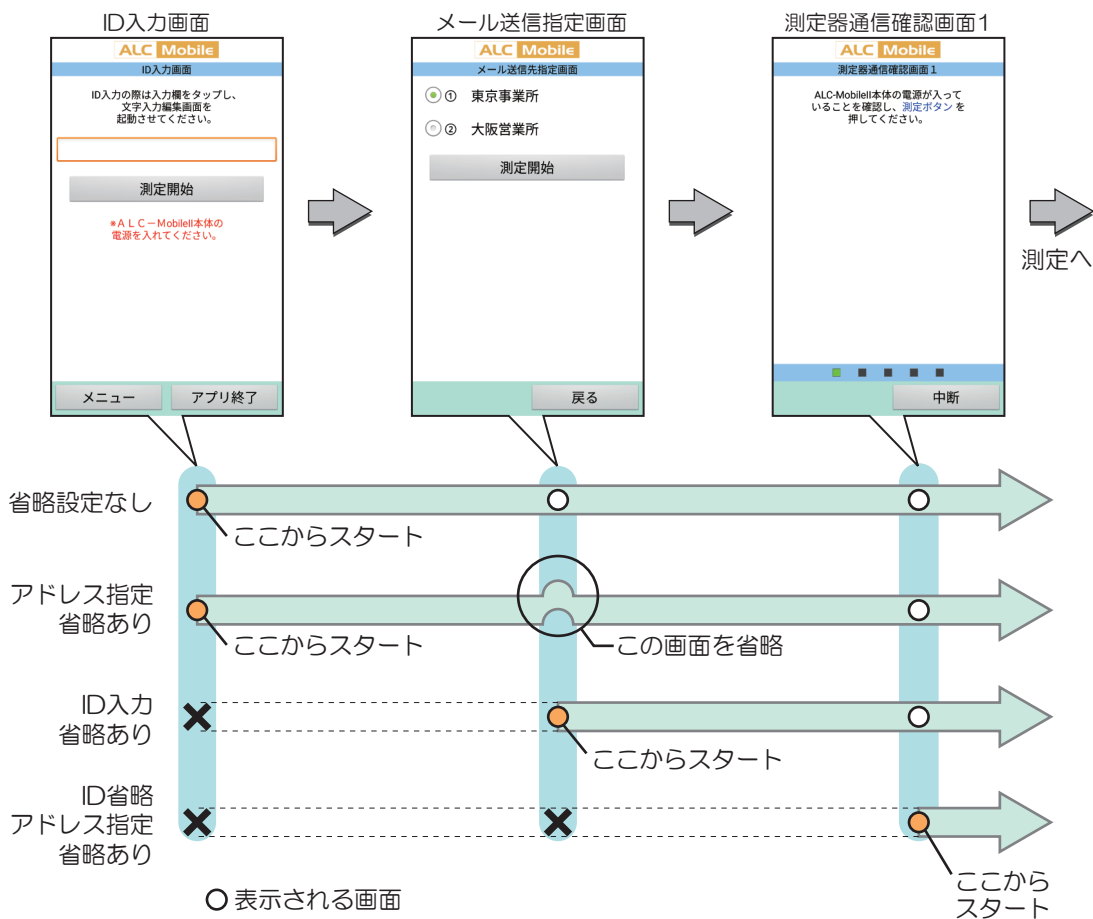 ID入力画面
ALC Mobile
ID入力画面
ID入力の際は入力欄をタップし、
文字入力編集画面を
起動させてください。
測定開始
*ALC-MobileII本体の
電源を入れてください。
メニュー
アプリ終了
メール送信指定画面
ALC Mobile
メール送信先指定画面
① 東京事業所
② 大阪営業所
測定開始
戻る
測定器通信確認画面1
ALC Mobile
測定器通信確認画面1
ALC-MobileII本体の電源が入って
いることを確認し、測定ボタン を
押してください。
中断
測定へ
省略設定なし
ここからスタート
アドレス指定
省略あり
ここからスタート
この画面を省略
ID入力
省略あり
ここからスタート
ID省略
アドレス指定
省略あり
ここから
スタート
表示される画面